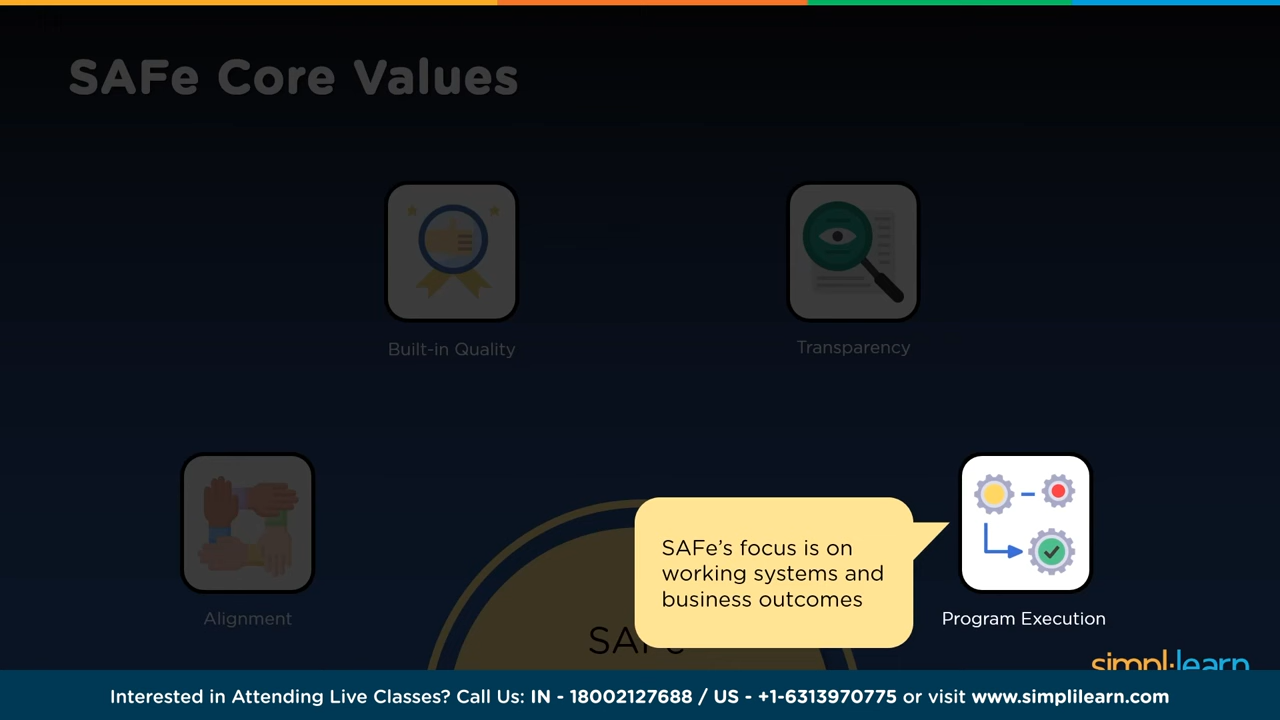 SAFe Core Values
Built-in Quality
Transparency
SAFe's focus is on
working systems and
business outcomes
Alignment
Program Execution
SAFe
simplilearn
Interested in Attending Live Classes? Call Us: IN - 18002127688 / US - +1-6313970775 or visit www.simplilearn.com